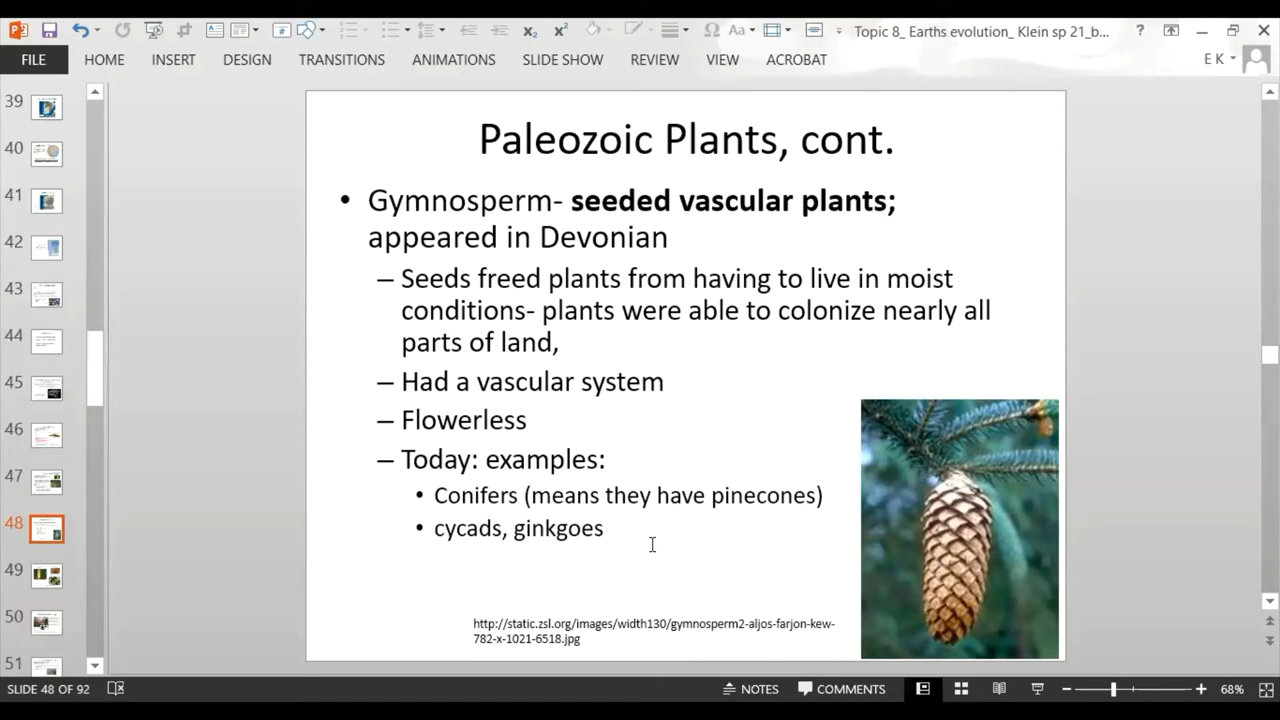 Topic 8_ Earths evolution_ Klein sp 21_b...
?
FILE HOME INSERT DESIGN TRANSITIONS ANIMATIONS SLIDE SHOW REVIEW VIEW ACROBAT E K
39
40
41
42
43
44
45
46
47
48
49
50
51
Paleozoic Plants, cont.
• Gymnosperm- seeded vascular plants;
appeared in Devonian
– Seeds freed plants from having to live in moist
conditions- plants were able to colonize nearly all
parts of land,
– Had a vascular system
– Flowerless
– Today: examples:
• Conifers (means they have pinecones)
• cycads, ginkgoes
http://static.zsl.org/images/width130/gymnosperm2-aljos-farjon-kew-
782-x-1021-6518.jpg
SLIDE 48 OF 92 NOTES COMMENTS 68%